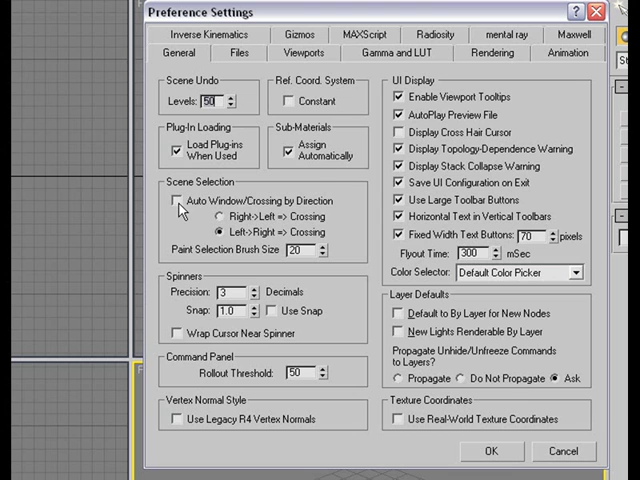 Preference Settings
Inverse Kinematics Gizmos MAXScript Radiosity mental ray Maxwell
General Files Viewports Gamma and LUT Rendering Animation
Scene Undo
Levels: 50
Ref. Coord. System
Constant
Plug-In Loading
Load Plug-ins
When Used
Sub-Materials
Assign
Automatically
Scene Selection
Auto Window/Crossing by Direction
Right->Left => Crossing
Left->Right => Crossing
Paint Selection Brush Size 20
Spinners
Precision: 3 Decimals
Snap: 1.0 Use Snap
Wrap Cursor Near Spinner
Command Panel
Rollout Threshold: 50
Vertex Normal Style
Use Legacy R4 Vertex Normals
UI Display
Enable Viewport Tooltips
AutoPlay Preview File
Display Cross Hair Cursor
Display Topology-Dependence Warning
Display Stack Collapse Warning
Save UI Configuration on Exit
Use Large Toolbar Buttons
Horizontal Text in Vertical Toolbars
Fixed Width Text Buttons: 70 pixels
Flyout Time: 300 mSec
Color Selector: Default Color Picker
Layer Defaults
Default to By Layer for New Nodes
New Lights Renderable By Layer
Propagate Unhide/Unfreeze Commands
to Layers?
Propagate Do Not Propagate Ask
Texture Coordinates
Use Real-World Texture Coordinates
OK Cancel